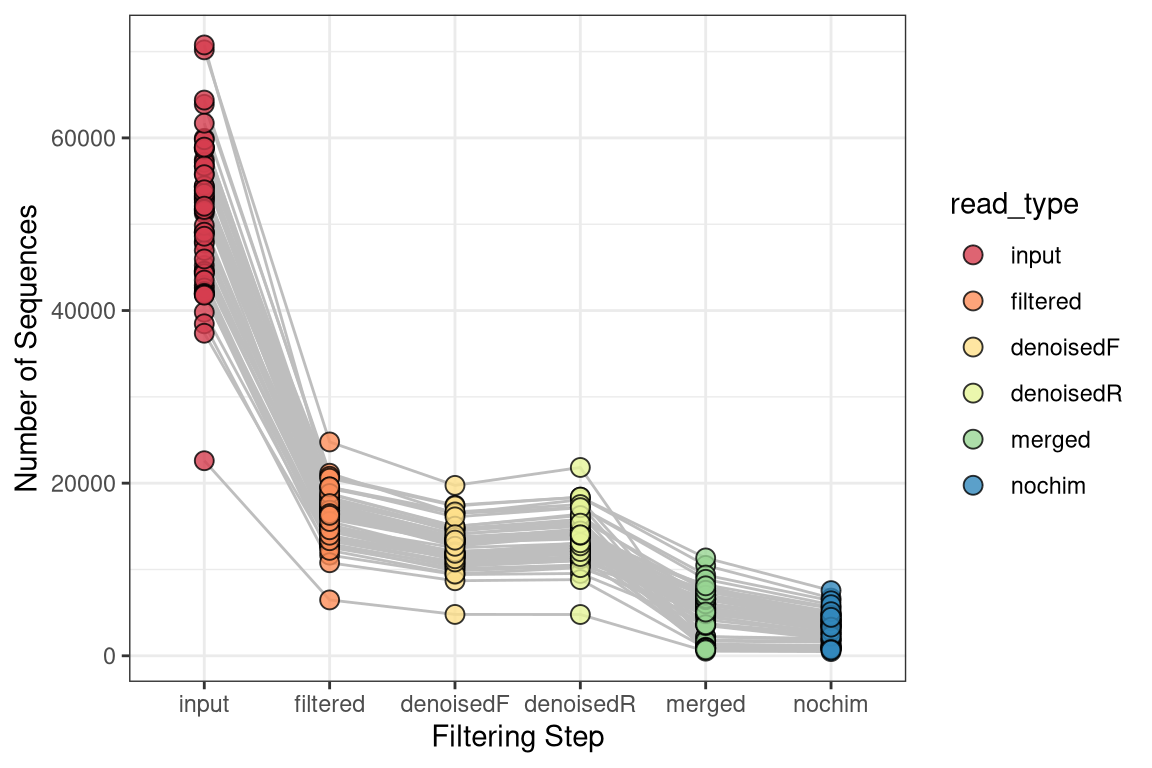 Number of Sequences
60000
40000
20000
0
input
filtered
denoisedF
denoisedR
merged
nochim
Filtering Step
read_type
input
filtered
denoisedF
denoisedR
merged
nochim